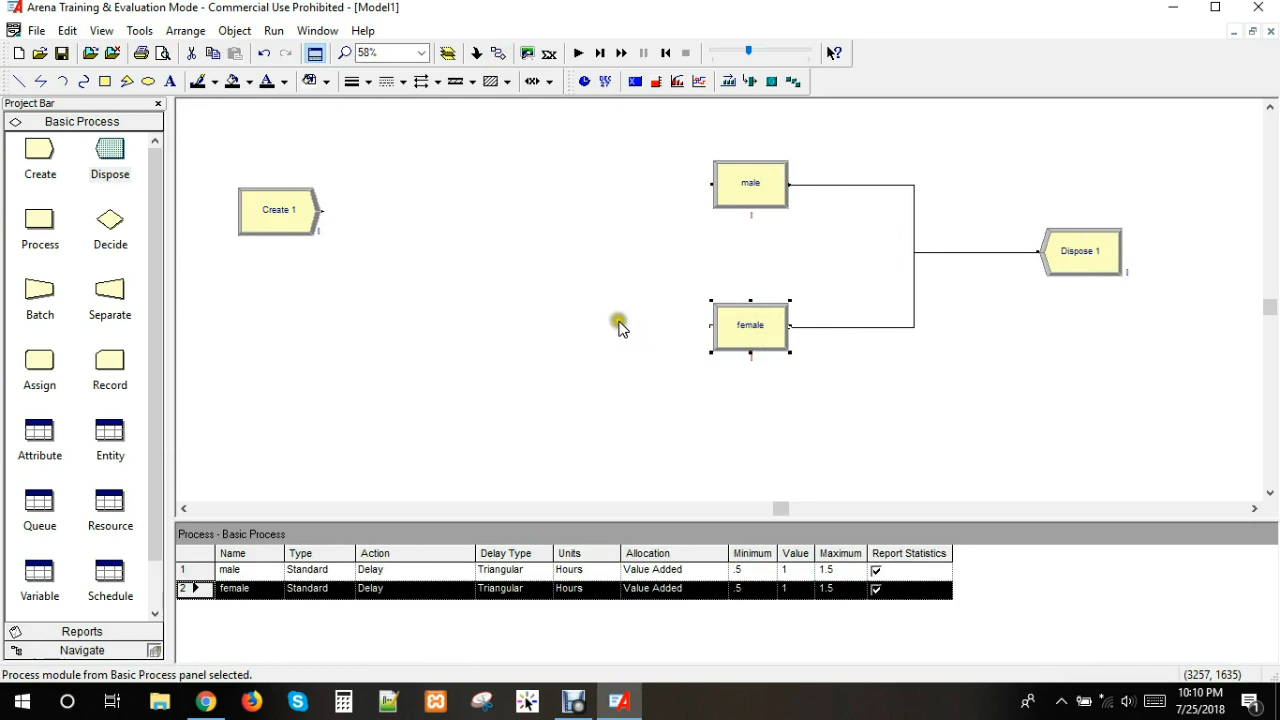 Arena Training & Evaluation Mode - Commercial Use Prohibited - [Model1]
File Edit View Tools Arrange Object Run Window Help
58%
Project Bar
Basic Process
Create Dispose
Process Decide
Batch Separate
Assign Record
Attribute Entity
Queue Resource
Variable Schedule
Reports
Navigate
Create 1
male
female
Dispose 1
Process - Basic Process
Name Type Action Delay Type Units Allocation Minimum Value Maximum Report Statistics
1 male Standard Delay Triangular Hours Value Added .5 1 1.5
2 female Standard Delay Triangular Hours Value Added .5 1 1.5
Process module from Basic Process panel selected.
(3257, 1635)
10:10 PM
7/25/2018
1